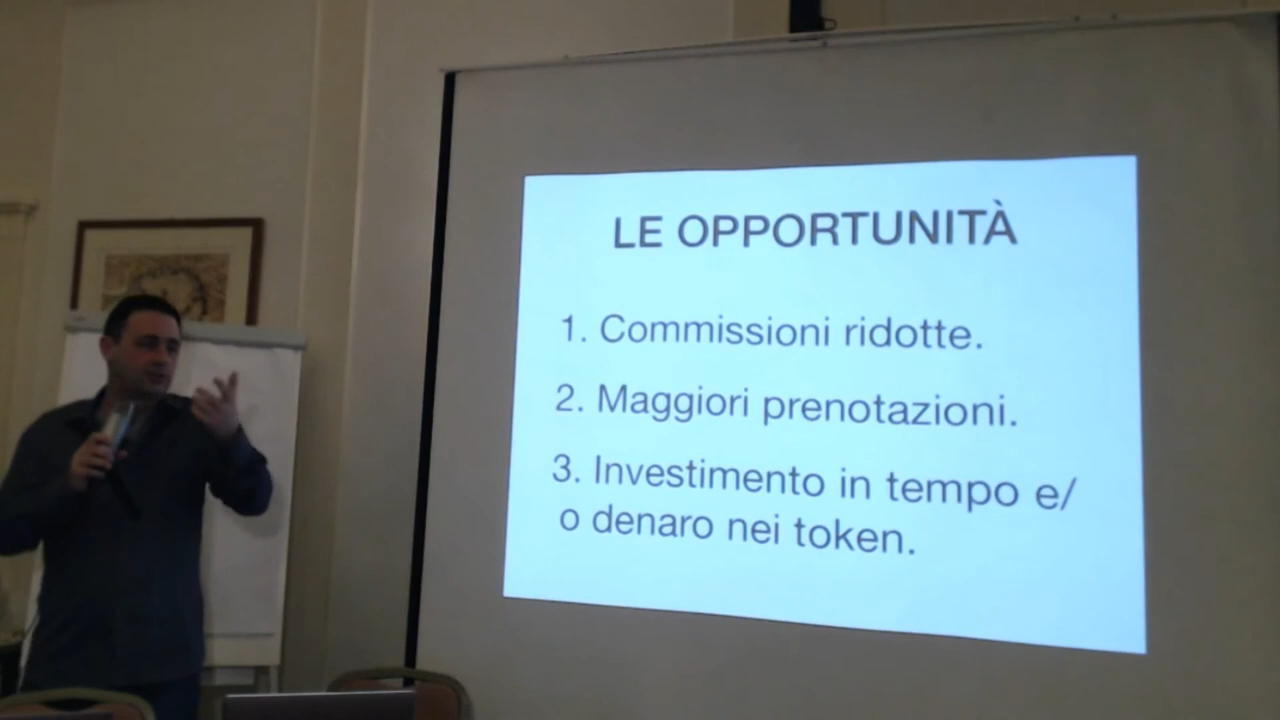 LE OPPORTUNITÀ
1. Commissioni ridotte.
2. Maggiori prenotazioni.
3. Investimento in tempo e/
o denaro nei token.